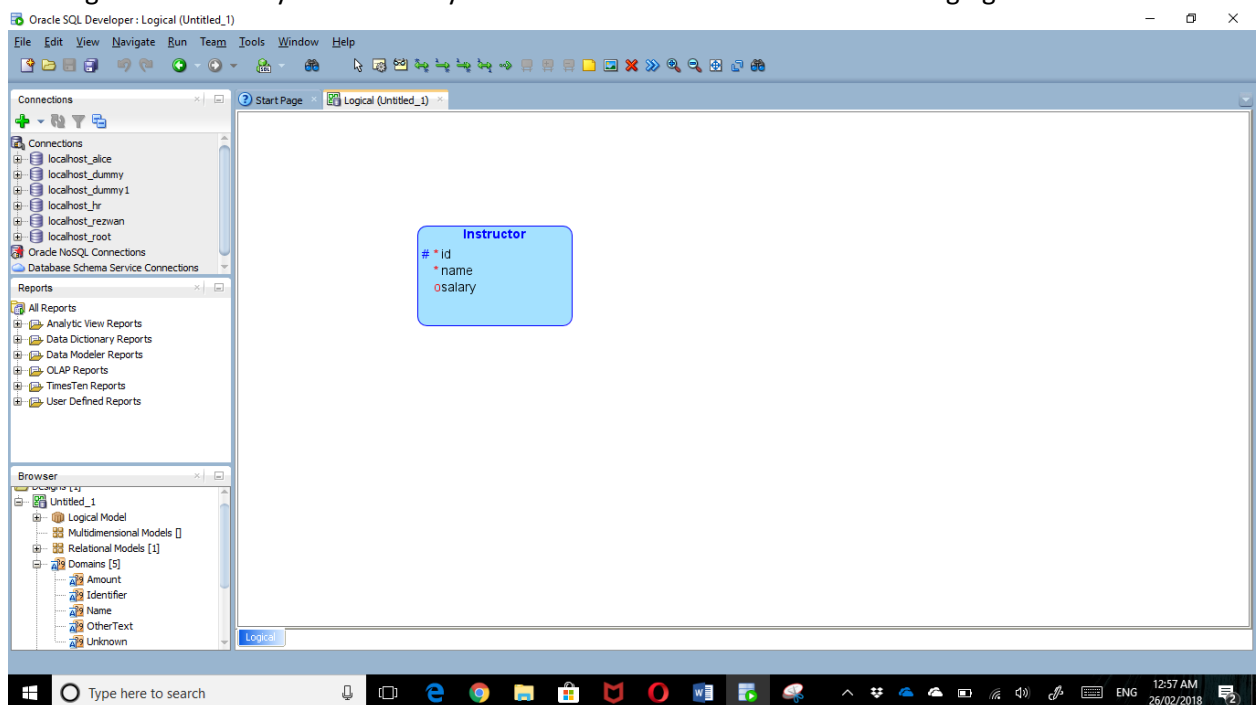 Oracle SQL Developer : Logical (Untitled_1)
File Edit View Navigate Run Team Tools Window Help
Connections
Start Page
Logical (Untitled_1)
Connections
localhost_alice
localhost_dummy
localhost_dummy1
localhost_hr
localhost_rezwan
localhost_root
Oracle NoSQL Connections
Database Schema Service Connections
Reports
All Reports
Analytic View Reports
Data Dictionary Reports
Data Modeler Reports
OLAP Reports
TimesTen Reports
User Defined Reports
Instructor
# * id
* name
o salary
Browser
Designs [1]
Untitled_1
Logical Model
Multidimensional Models []
Relational Models [1]
Domains [5]
Amount
Identifier
Name
OtherText
Unknown
Logical
Type here to search
ENG
12:57 AM
26/02/2018